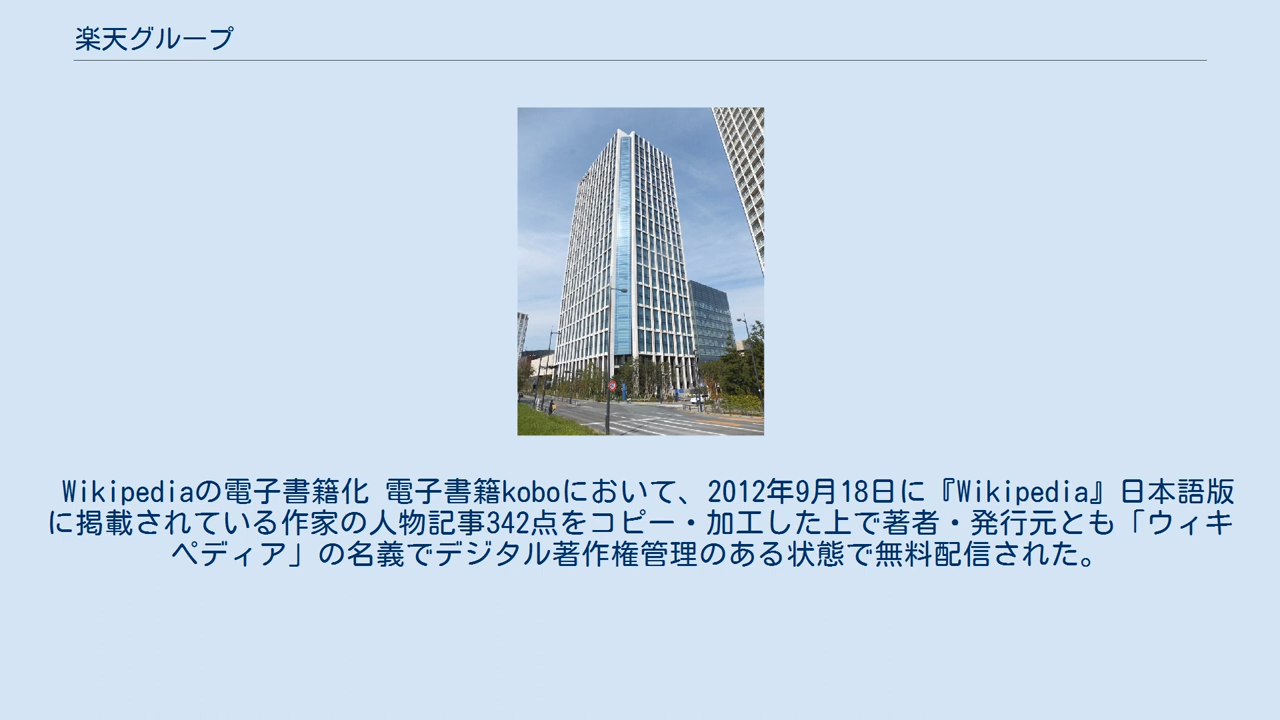 楽天グループ
Wikipediaの電子書籍化 電子書籍koboにおいて、2012年9月18日に『Wikipedia』日本語版
に掲載されている作家の人物記事342点をコピー・加工した上で著者・発行元とも「ウィキ
ペディア」の名義でデジタル著作権管理のある状態で無料配信された。